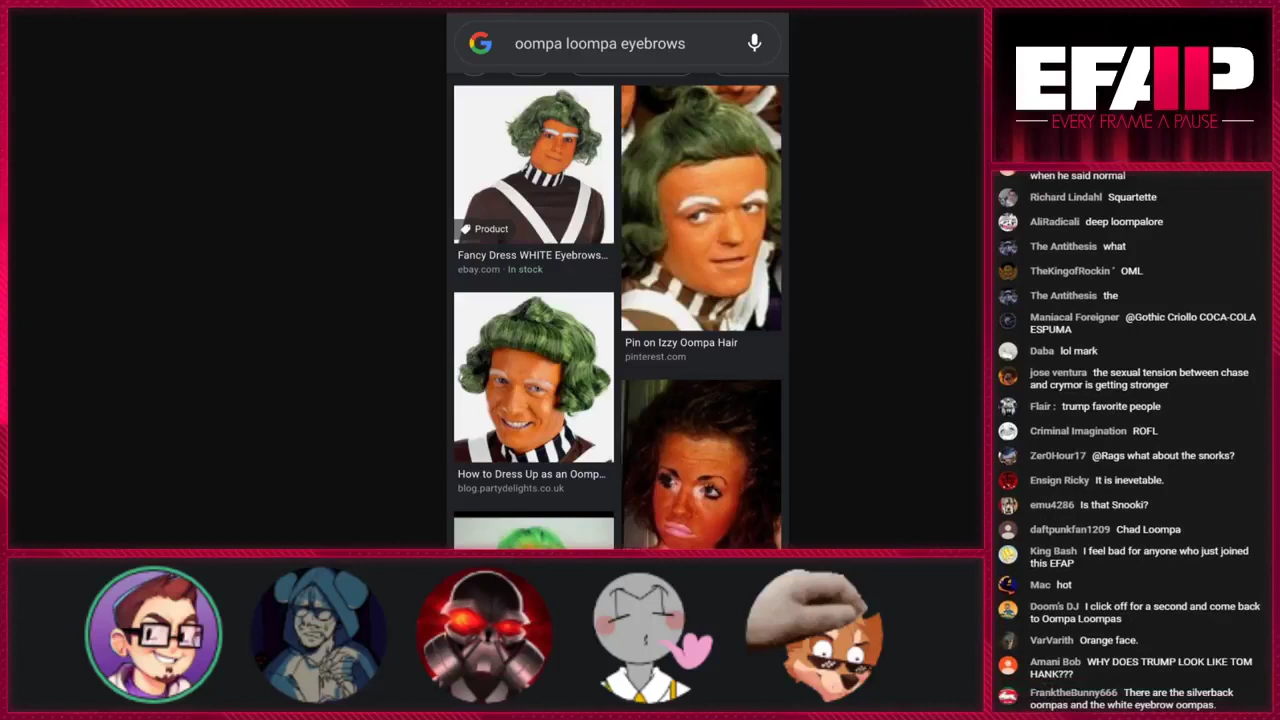 oompa loompa eyebrows
Product
Fancy Dress WHITE Eyebrows...
ebay.com · In stock
Pin on Izzy Oompa Hair
pinterest.com
How to Dress Up as an Oomp...
blog.partydelights.co.uk
EFAP
EVERY FRAME A PAUSE
when he said normal
Richard Lindahl Squartette
AliRadicali deep loompalore
The Antithesis what
TheKingofRockin ' OML
The Antithesis the
Maniacal Foreigner @Gothic Criollo COCA-COLA
ESPUMA
Daba lol mark
jose ventura the sexual tension between chase
and crymor is getting stronger
Flair : trump favorite people
Criminal Imagination ROFL
Zer0Hour17 @Rags what about the snorks?
Ensign Ricky It is inevetable.
emu4286 Is that Snooki?
daftpunkfan1209 Chad Loompa
King Bash I feel bad for anyone who just joined
this EFAP
Mac hot
Doom's DJ I click off for a second and come back
to Oompa Loompas
VarVarith Orange face.
Amani Bob WHY DOES TRUMP LOOK LIKE TOM
HANK???
FranktheBunny666 There are the silverback
oompas and the white eyebrow oompas.